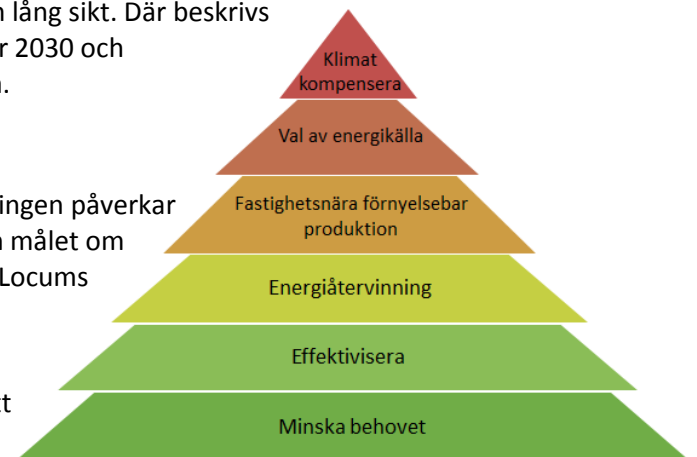 lång sikt. Där beskrivs
2030 och
ingen påverkar
målet om
Locums
Klimat
kompensera
Val av energikälla
Fastighetsnära förnyelsebar
produktion
Energiåtervinning
Effektivisera
Minska behovet